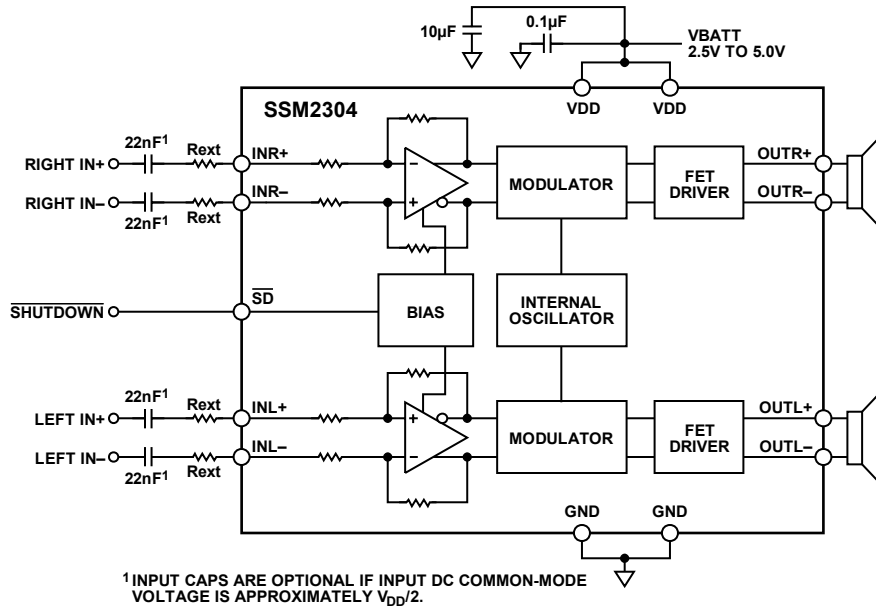 10µF
0.1µF
VBATT
2.5V TO 5.0V
SSM2304
VDD
VDD
22nF¹
Rext
INR+
OUTR+
RIGHT IN+
MODULATOR
FET
DRIVER
RIGHT IN–
INR–
OUTR–
22nF¹
Rext
SHUTDOWN
SD
BIAS
INTERNAL
OSCILLATOR
22nF¹
Rext
INL+
OUTL+
LEFT IN+
MODULATOR
FET
DRIVER
LEFT IN–
INL–
OUTL–
22nF¹
Rext
GND
GND
¹ INPUT CAPS ARE OPTIONAL IF INPUT DC COMMON-MODE
VOLTAGE IS APPROXIMATELY VDD/2.